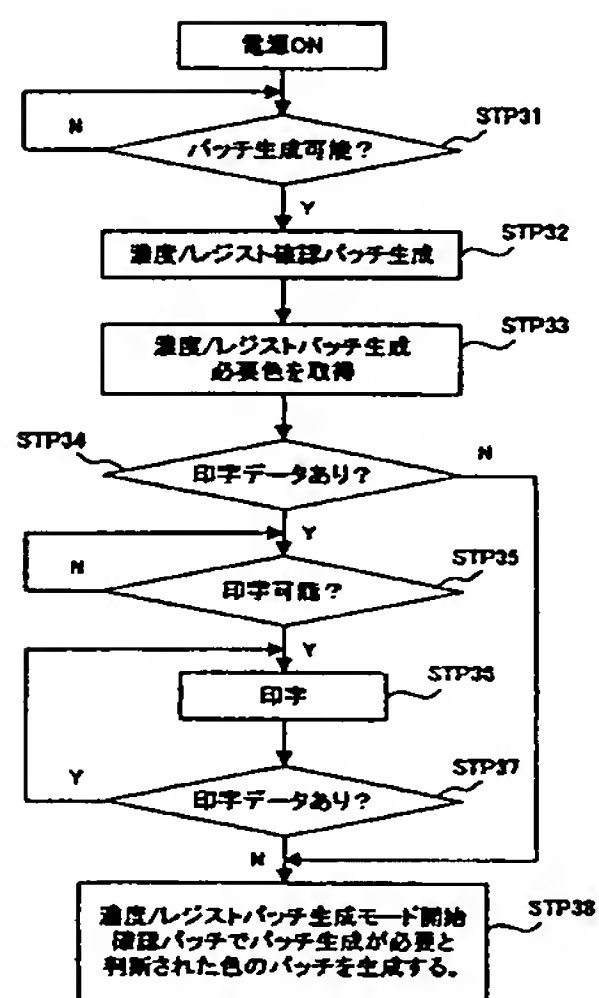 電源ON
STP31
N
パッチ生成可能？
Y
STP32
濃度/レジスト確認パッチ生成
STP33
濃度/レジストパッチ生成
必要色を取得
STP34
印字データあり？
N
Y
STP35
N
印字可能？
Y
STP36
印字
STP37
Y
印字データあり？
N
STP38
濃度/レジストパッチ生成モード開始
確認パッチでパッチ生成が必要と
判断された色のパッチを生成する。